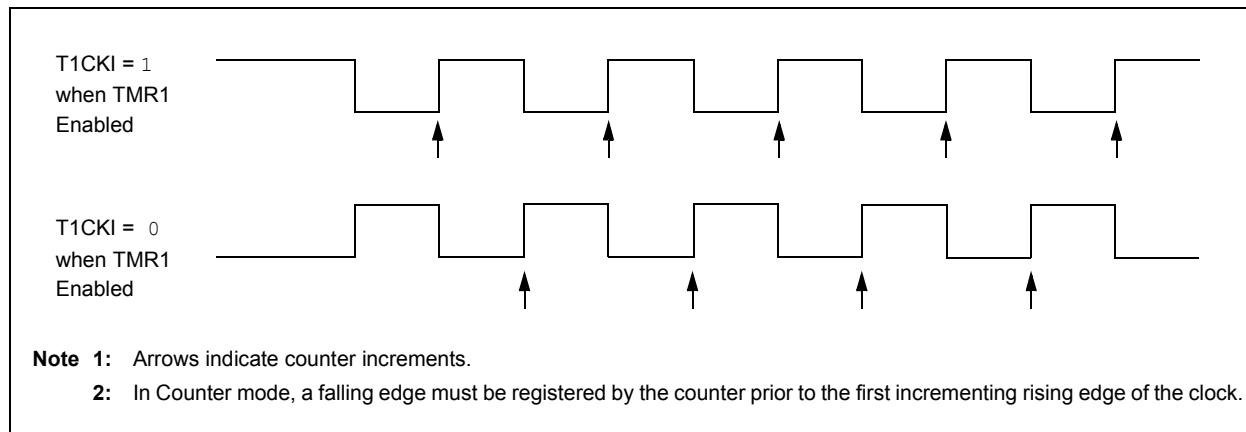 T1CKI = 1
when TMR1
Enabled
T1CKI = 0
when TMR1
Enabled
Note 1: Arrows indicate counter increments.
2: In Counter mode, a falling edge must be registered by the counter prior to the first incrementing rising edge of the clock.